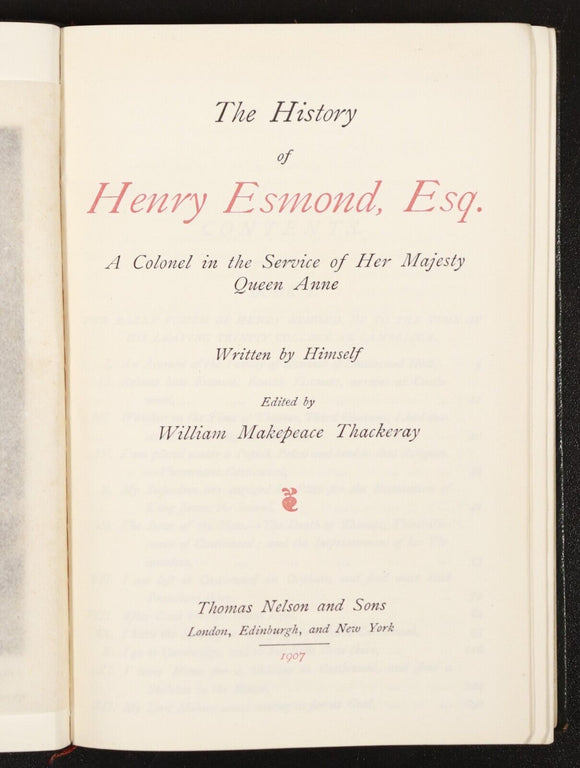 The History
of
Henry Esmond, Esq.
A Colonel in the Service of Her Majesty
Queen Anne
Written by Himself
Edited by
William Makepeace Thackeray
Thomas Nelson and Sons
London, Edinburgh, and New York
1907